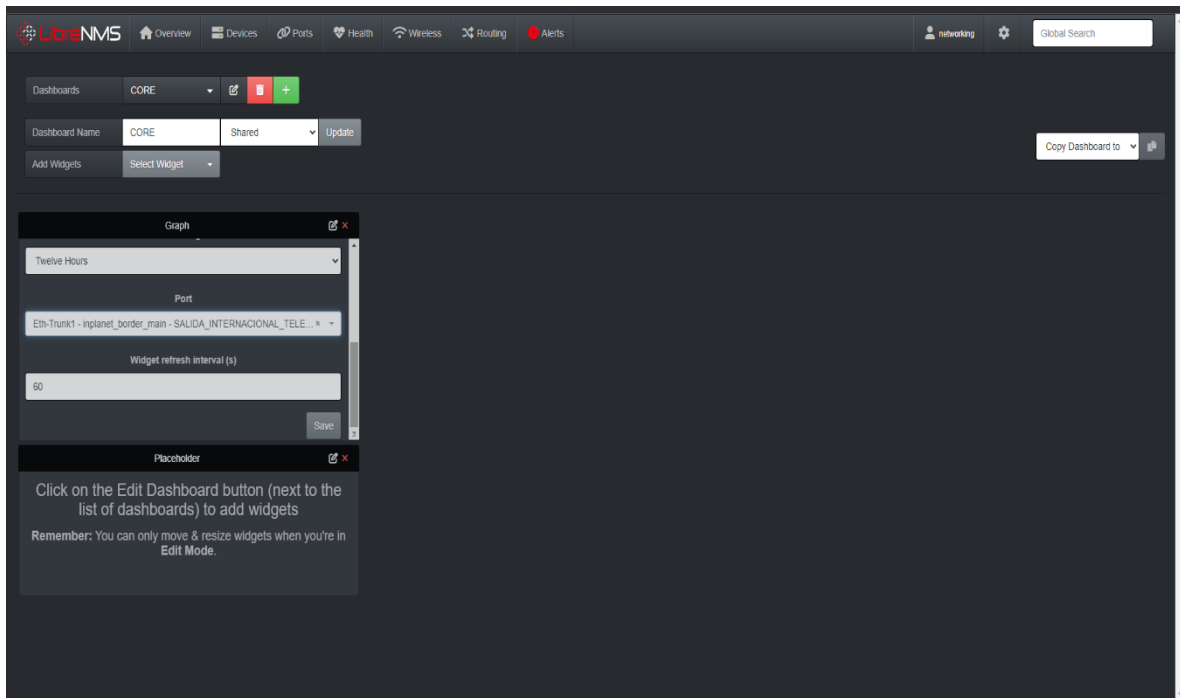 LibreNMS Overview Devices Ports Health Wireless Routing Alerts networking Global Search
Dashboards CORE
Dashboard Name CORE Shared Update
Add Widgets Select Widget
Copy Dashboard to
Graph
Twelve Hours
Port
Eth-Trunk1 - inplanet_border_main - SALIDA_INTERNACIONAL_TELE... ×
Widget refresh interval (s)
60
Save
Placeholder
Click on the Edit Dashboard button (next to the
list of dashboards) to add widgets
Remember: You can only move & resize widgets when you're in
Edit Mode.